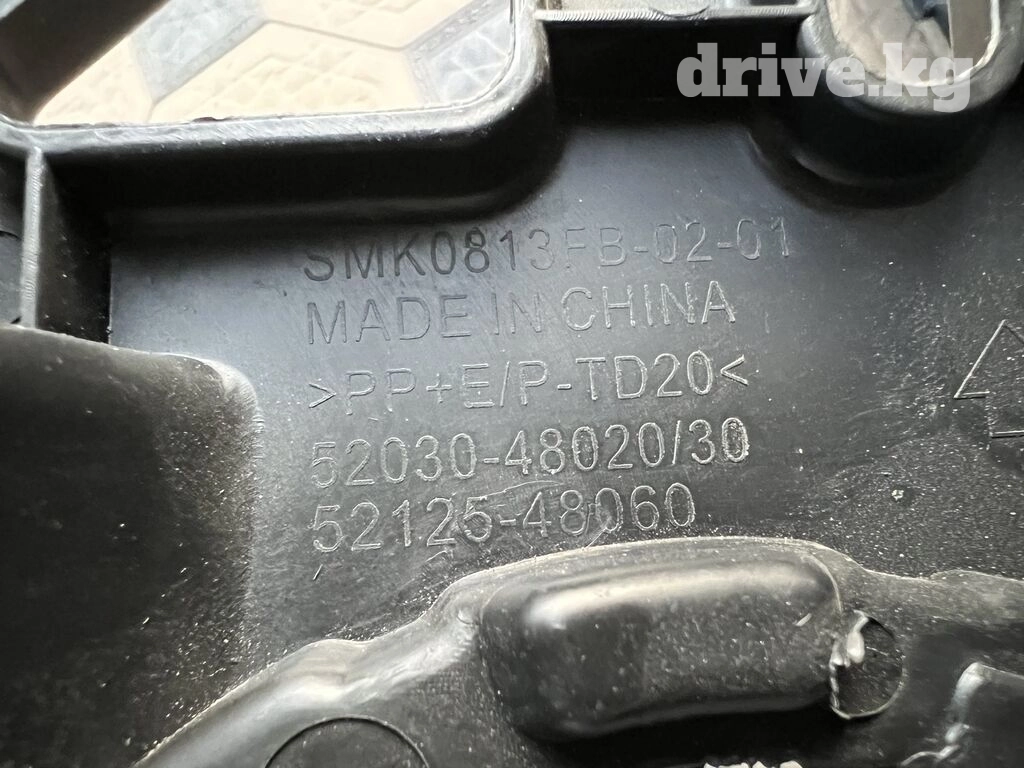 drive.kg
SMK0813FB-02-01
MADE IN CHINA
>PP+E/P-TD20<
52030-48020/30
52125-48060